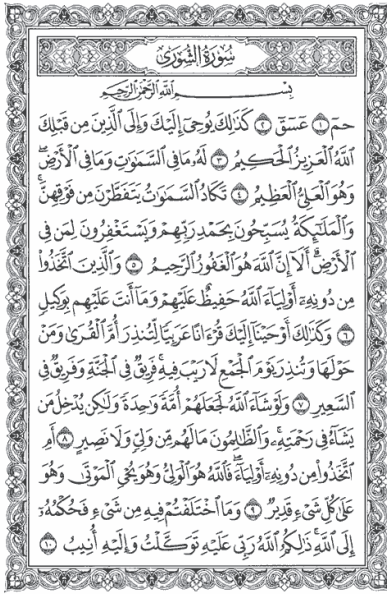 سُورَةُ الشُّورَىٰ
بِسْمِ اللَّهِ الرَّحْمَٰنِ الرَّحِيمِ
حمٓ ١ عٓسٓقٓ ٢ كَذَٰلِكَ يُوحِىٓ إِلَيْكَ وَإِلَى ٱلَّذِينَ مِن قَبْلِكَ
ٱللَّهُ ٱلْعَزِيزُ ٱلْحَكِيمُ ٣ لَهُۥ مَا فِى ٱلسَّمَٰوَٰتِ وَمَا فِى ٱلْأَرْضِۖ
وَهُوَ ٱلْعَلِىُّ ٱلْعَظِيمُ ٤ تَكَادُ ٱلسَّمَٰوَٰتُ يَتَفَطَّرْنَ مِن فَوْقِهِنَّۚ
وَٱلْمَلَٰٓئِكَةُ يُسَبِّحُونَ بِحَمْدِ رَبِّهِمْ وَيَسْتَغْفِرُونَ لِمَن فِى
ٱلْأَرْضِۗ أَلَآ إِنَّ ٱللَّهَ هُوَ ٱلْغَفُورُ ٱلرَّحِيمُ ٥ وَٱلَّذِينَ ٱتَّخَذُوا۟
مِن دُونِهِۦٓ أَوْلِيَآءَ ٱللَّهُ حَفِيظٌ عَلَيْهِمْ وَمَآ أَنتَ عَلَيْهِم بِوَكِيلٍ
٦ وَكَذَٰلِكَ أَوْحَيْنَآ إِلَيْكَ قُرْءَانًا عَرَبِيًّا لِّتُنذِرَ أُمَّ ٱلْقُرَىٰ وَمَنْ
حَوْلَهَا وَتُنذِرَ يَوْمَ ٱلْجَمْعِ لَا رَيْبَ فِيهِۚ فَرِيقٌ فِى ٱلْجَنَّةِ وَفَرِيقٌ فِى
ٱلسَّعِيرِ ٧ وَلَوْ شَآءَ ٱللَّهُ لَجَعَلَهُمْ أُمَّةً وَٰحِدَةً وَلَٰكِن يُدْخِلُ مَن
يَشَآءُ فِى رَحْمَتِهِۦۚ وَٱلظَّٰلِمُونَ مَا لَهُم مِّن وَلِىٍّ وَلَا نَصِيرٍ ٨ أَمِ
ٱتَّخَذُوا۟ مِن دُونِهِۦٓ أَوْلِيَآءَۖ فَٱللَّهُ هُوَ ٱلْوَلِىُّ وَهُوَ يُحْىِ ٱلْمَوْتَىٰ وَهُوَ
عَلَىٰ كُلِّ شَىْءٍ قَدِيرٌ ٩ وَمَا ٱخْتَلَفْتُمْ فِيهِ مِن شَىْءٍ فَحُكْمُهُۥٓ
إِلَى ٱللَّهِۚ ذَٰلِكُمُ ٱللَّهُ رَبِّى عَلَيْهِ تَوَكَّلْتُ وَإِلَيْهِ أُنِيبُ ١٠